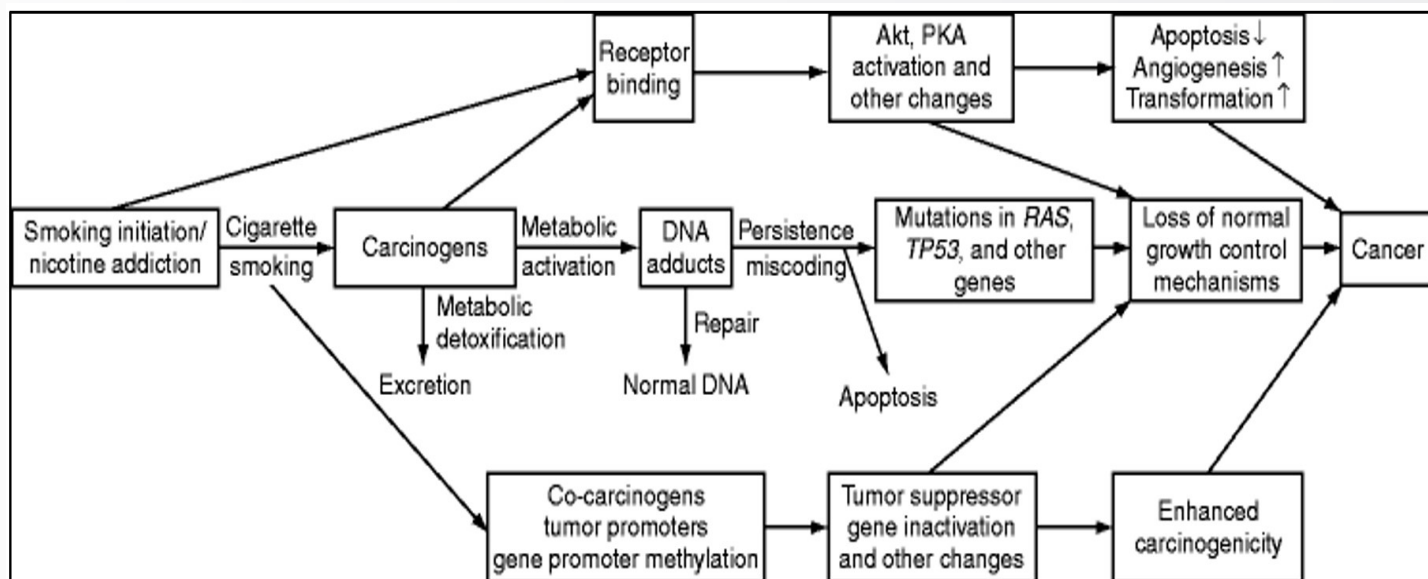 Receptor
binding
Akt, PKA
activation and
other changes
Apoptosis↓
Angiogenesis↑
Transformation↑
Smoking initiation/
nicotine addiction
Cigarette
smoking
Carcinogens
Metabolic
activation
DNA
adducts
Persistence
miscoding
Mutations in RAS,
TP53, and other
genes
Loss of normal
growth control
mechanisms
Cancer
Metabolic
detoxification
Excretion
Repair
Normal DNA
Apoptosis
Co-carcinogens
tumor promoters
gene promoter methylation
Tumor suppressor
gene inactivation
and other changes
Enhanced
carcinogenicity